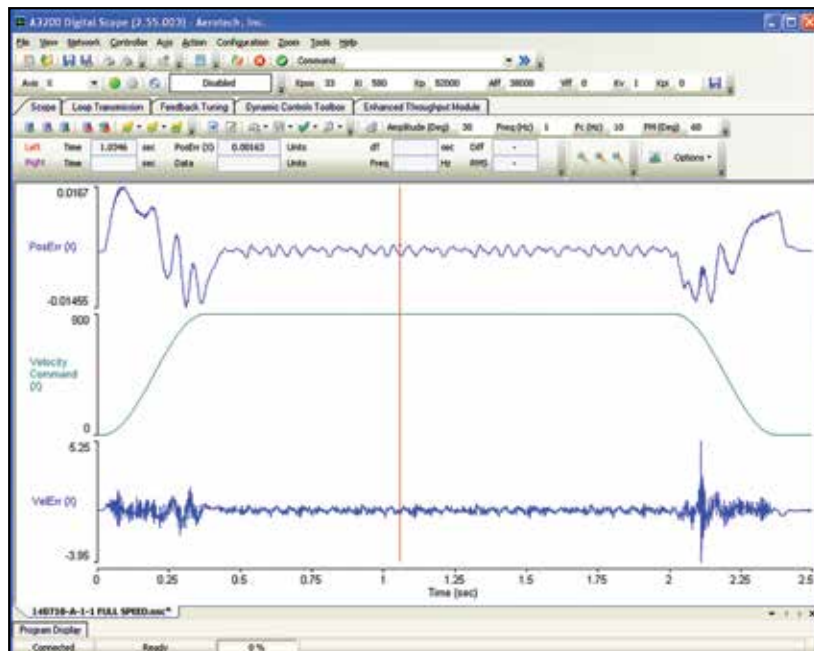 A3200 Digital Scope (2.55.003) - Aerotech, Inc.
File View Network Controller Axis Action Configuration Zoom Tools Help
Command
Axis X Disabled Kpos 33 Ki 500 Kp 52000 Aff 38000 Vff 0 Kv 1 Kpi 0
Scope Loop Transmission Feedback Tuning Dynamic Controls Toolbox Enhanced Throughput Module
Amplitude (Deg) 30 Freq (Hz) 1 Fc (Hz) 10 PM (Deg) 60
Left Time 1.0346 sec PosErr (X) 0.00163 Units dT sec Diff -
Right Time sec Data Units Freq Hz RMS - Options
0.0167
PosErr (X)
-0.01455
900
Velocity
Command
(X)
0
5.25
VelErr (X)
-3.95
0 0.25 0.5 0.75 1 1.25 1.5 1.75 2 2.25 2.5
Time (sec)
140718-A-1-1 FULL SPEED.osc*
Program Display
Connected Ready 0 %